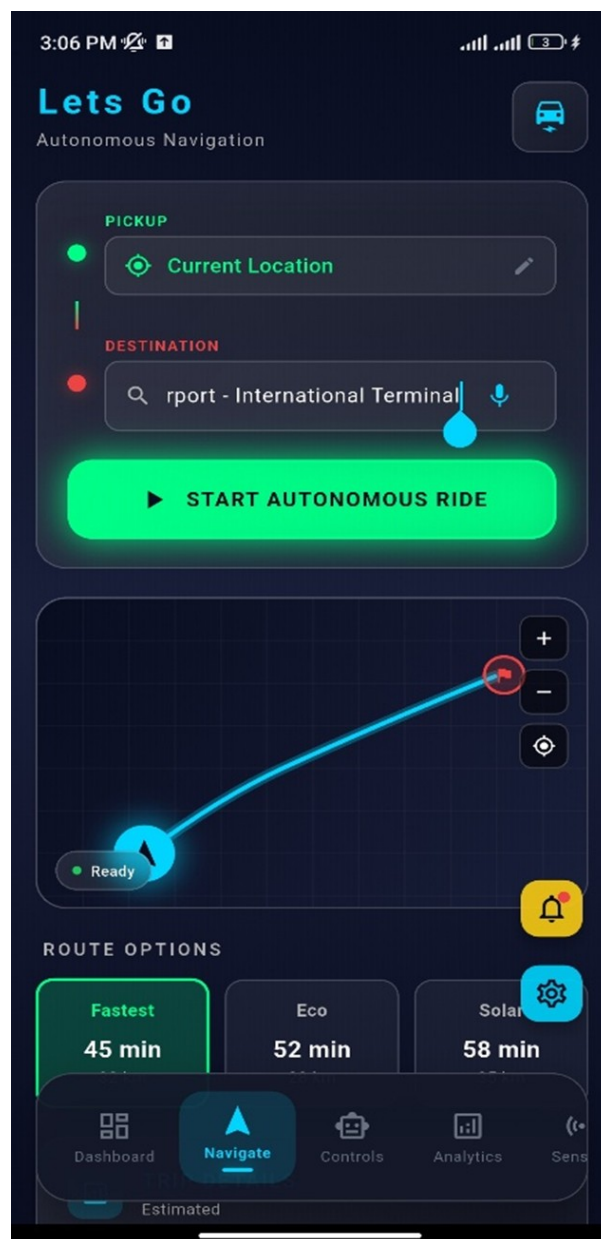 3:06 PM
3
Lets Go
Autonomous Navigation
PICKUP
Current Location
DESTINATION
rport - International Terminal
START AUTONOMOUS RIDE
+
−
Ready
ROUTE OPTIONS
Fastest
Eco
Solar
45 min
52 min
58 min
Dashboard
Navigate
Controls
Analytics
Sens
Estimated